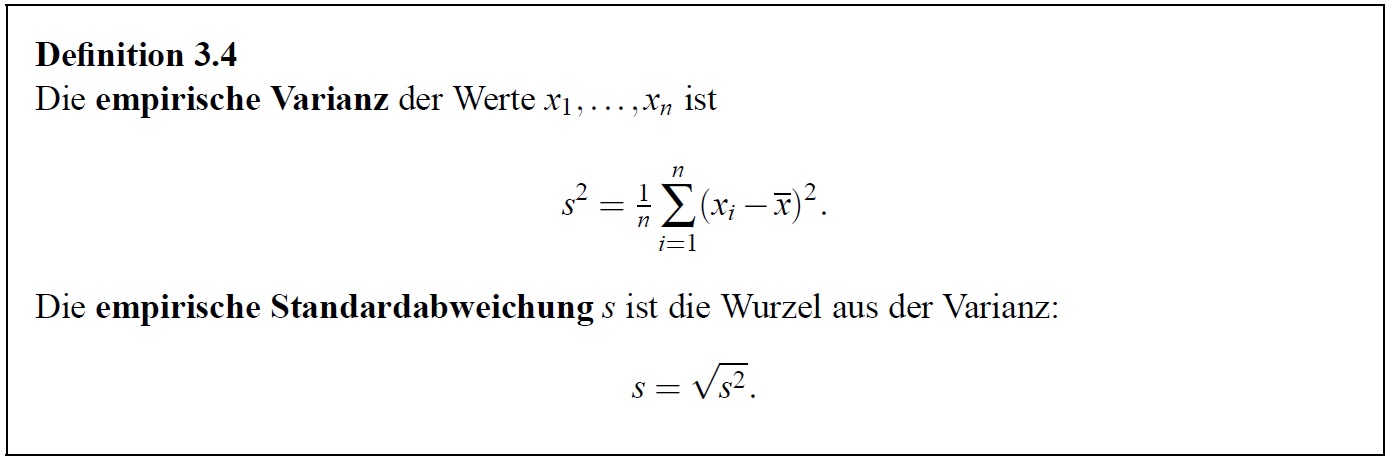 Definition 3.4
Die empirische Varianz der Werte x₁,...,xₙ ist
s² = 1/n ∑ᵢ₌₁ⁿ (xᵢ − x̅)².
Die empirische Standardabweichung s ist die Wurzel aus der Varianz:
s = √s².